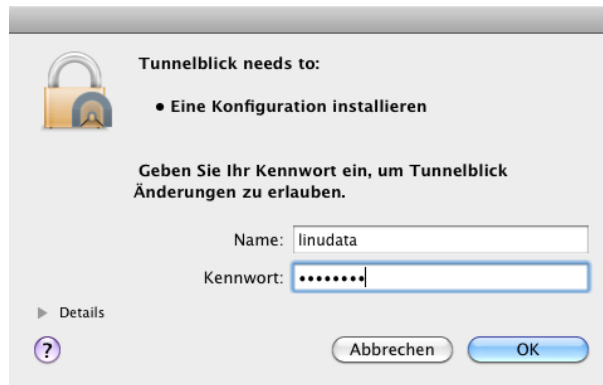 Tunnelblick needs to:
• Eine Konfiguration installieren
Geben Sie Ihr Kennwort ein, um Tunnelblick
Änderungen zu erlauben.
Name: linudata
Kennwort: ••••••••
Details
?
Abbrechen OK